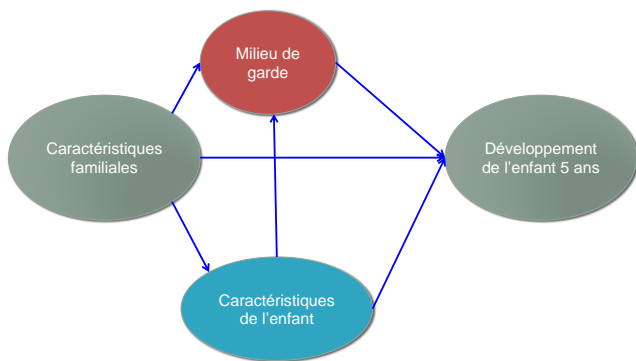 Milieu de
garde
Caractéristiques
familiales
Développement
de l'enfant 5 ans
Caractéristiques
de l'enfant